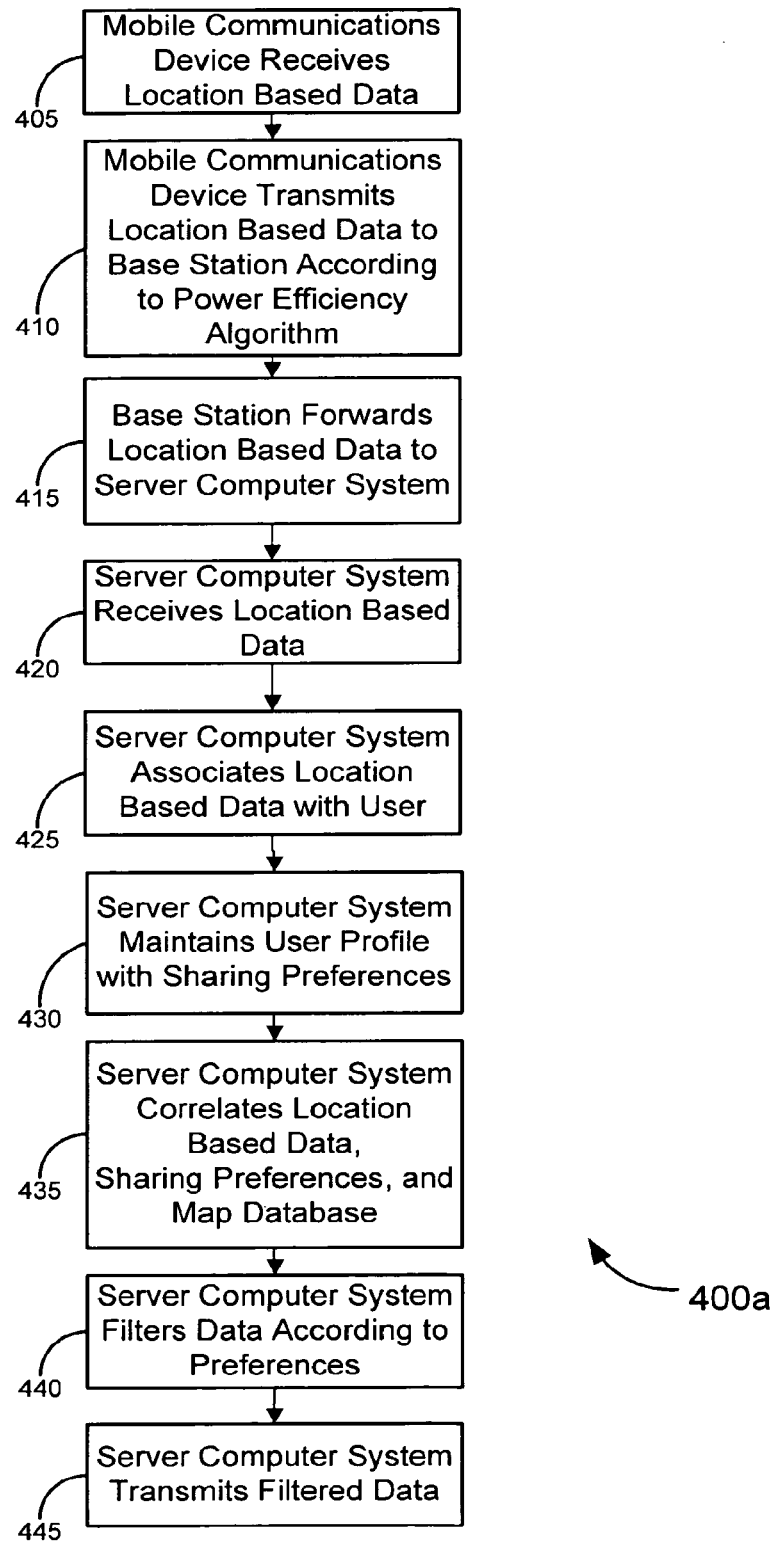 Mobile Communications
Device Receives
Location Based Data
405
Mobile Communications
Device Transmits
Location Based Data to
Base Station According
to Power Efficiency
Algorithm
410
Base Station Forwards
Location Based Data to
Server Computer System
415
Server Computer System
Receives Location Based
Data
420
Server Computer System
Associates Location
Based Data with User
425
Server Computer System
Maintains User Profile
with Sharing Preferences
430
Server Computer System
Correlates Location
Based Data,
Sharing Preferences, and
Map Database
435
400a
Server Computer System
Filters Data According to
Preferences
440
Server Computer System
Transmits Filtered Data
445